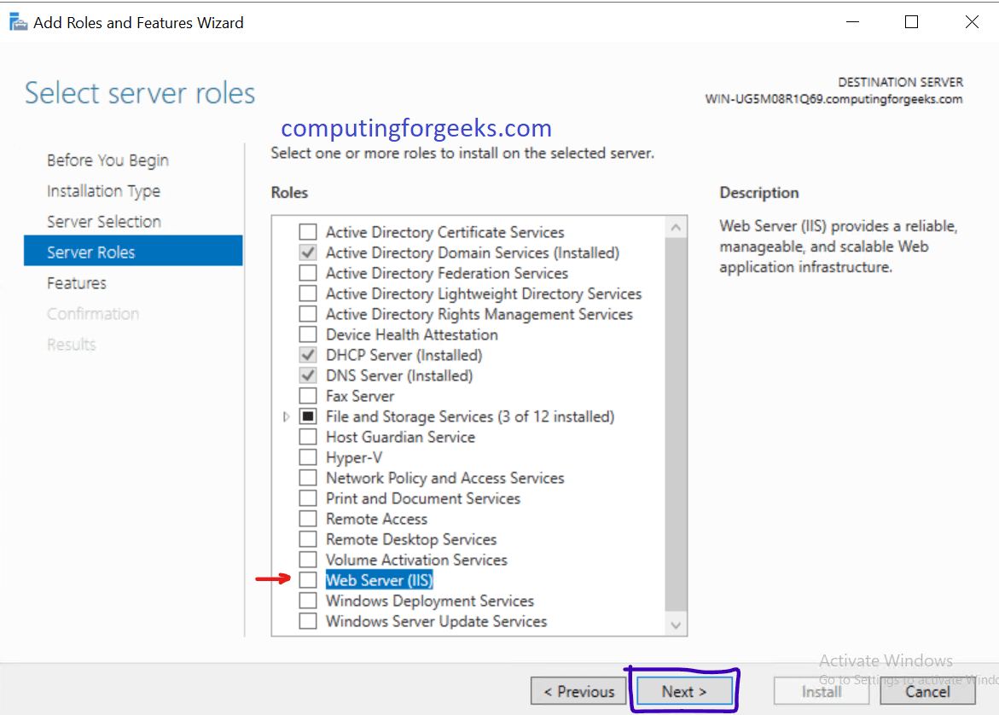 Add Roles and Features Wizard
Select server roles
DESTINATION SERVER
WIN-UG5M08R1Q69.computingforgeeks.com
computingforgeeks.com
Before You Begin
Installation Type
Server Selection
Server Roles
Features
Confirmation
Results
Select one or more roles to install on the selected server.
Roles
Active Directory Certificate Services
Active Directory Domain Services (Installed)
Active Directory Federation Services
Active Directory Lightweight Directory Services
Active Directory Rights Management Services
Device Health Attestation
DHCP Server (Installed)
DNS Server (Installed)
Fax Server
File and Storage Services (3 of 12 installed)
Host Guardian Service
Hyper-V
Network Policy and Access Services
Print and Document Services
Remote Access
Remote Desktop Services
Volume Activation Services
Web Server (IIS)
Windows Deployment Services
Windows Server Update Services
Description
Web Server (IIS) provides a reliable,
manageable, and scalable Web
application infrastructure.
Activate Windows
Go to Settings to activate Windo
< Previous
Next >
Install
Cancel